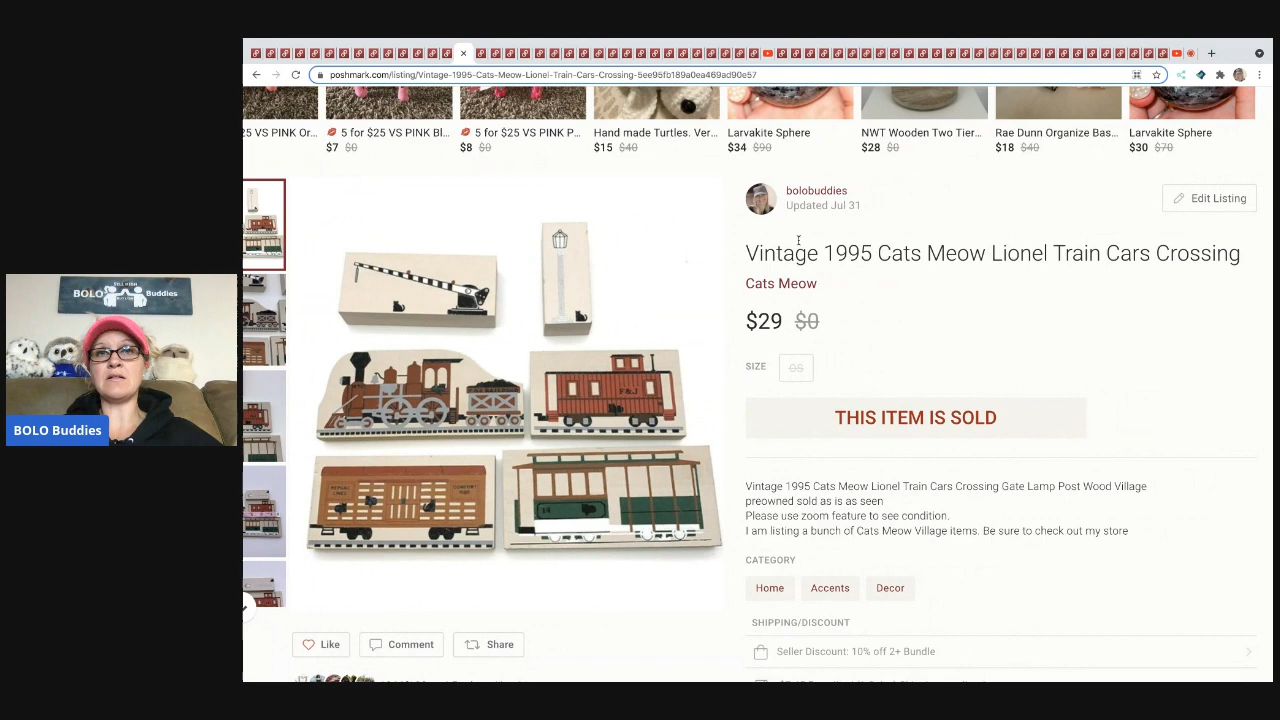 poshmark.com/listing/Vintage-1995-Cats-Meow-Lionel-Train-Cars-Crossing-5ee95fb189a0ea469ad90e57
25 VS PINK Or...
5 for $25 VS PINK Bl...
5 for $25 VS PINK P...
Hand made Turtles. Ver...
Larvakite Sphere
NWT Wooden Two Tier...
Rae Dunn Organize Bas...
Larvakite Sphere
$7 $0
$8 $0
$15 $40
$34 $90
$28 $0
$18 $40
$30 $70
bolobuddies
Updated Jul 31
Edit Listing
Vintage 1995 Cats Meow Lionel Train Cars Crossing
Cats Meow
$29 $0
SIZE OS
THIS ITEM IS SOLD
Vintage 1995 Cats Meow Lionel Train Cars Crossing Gate Lamp Post Wood Village
preowned sold as is as seen
Please use zoom feature to see condition.
I am listing a bunch of Cats Meow Village items. Be sure to check out my store
CATEGORY
Home
Accents
Decor
SHIPPING/DISCOUNT
Seller Discount: 10% off 2+ Bundle
Like
Comment
Share
F&J
14
BOLO Buddies
BOLO Buddies